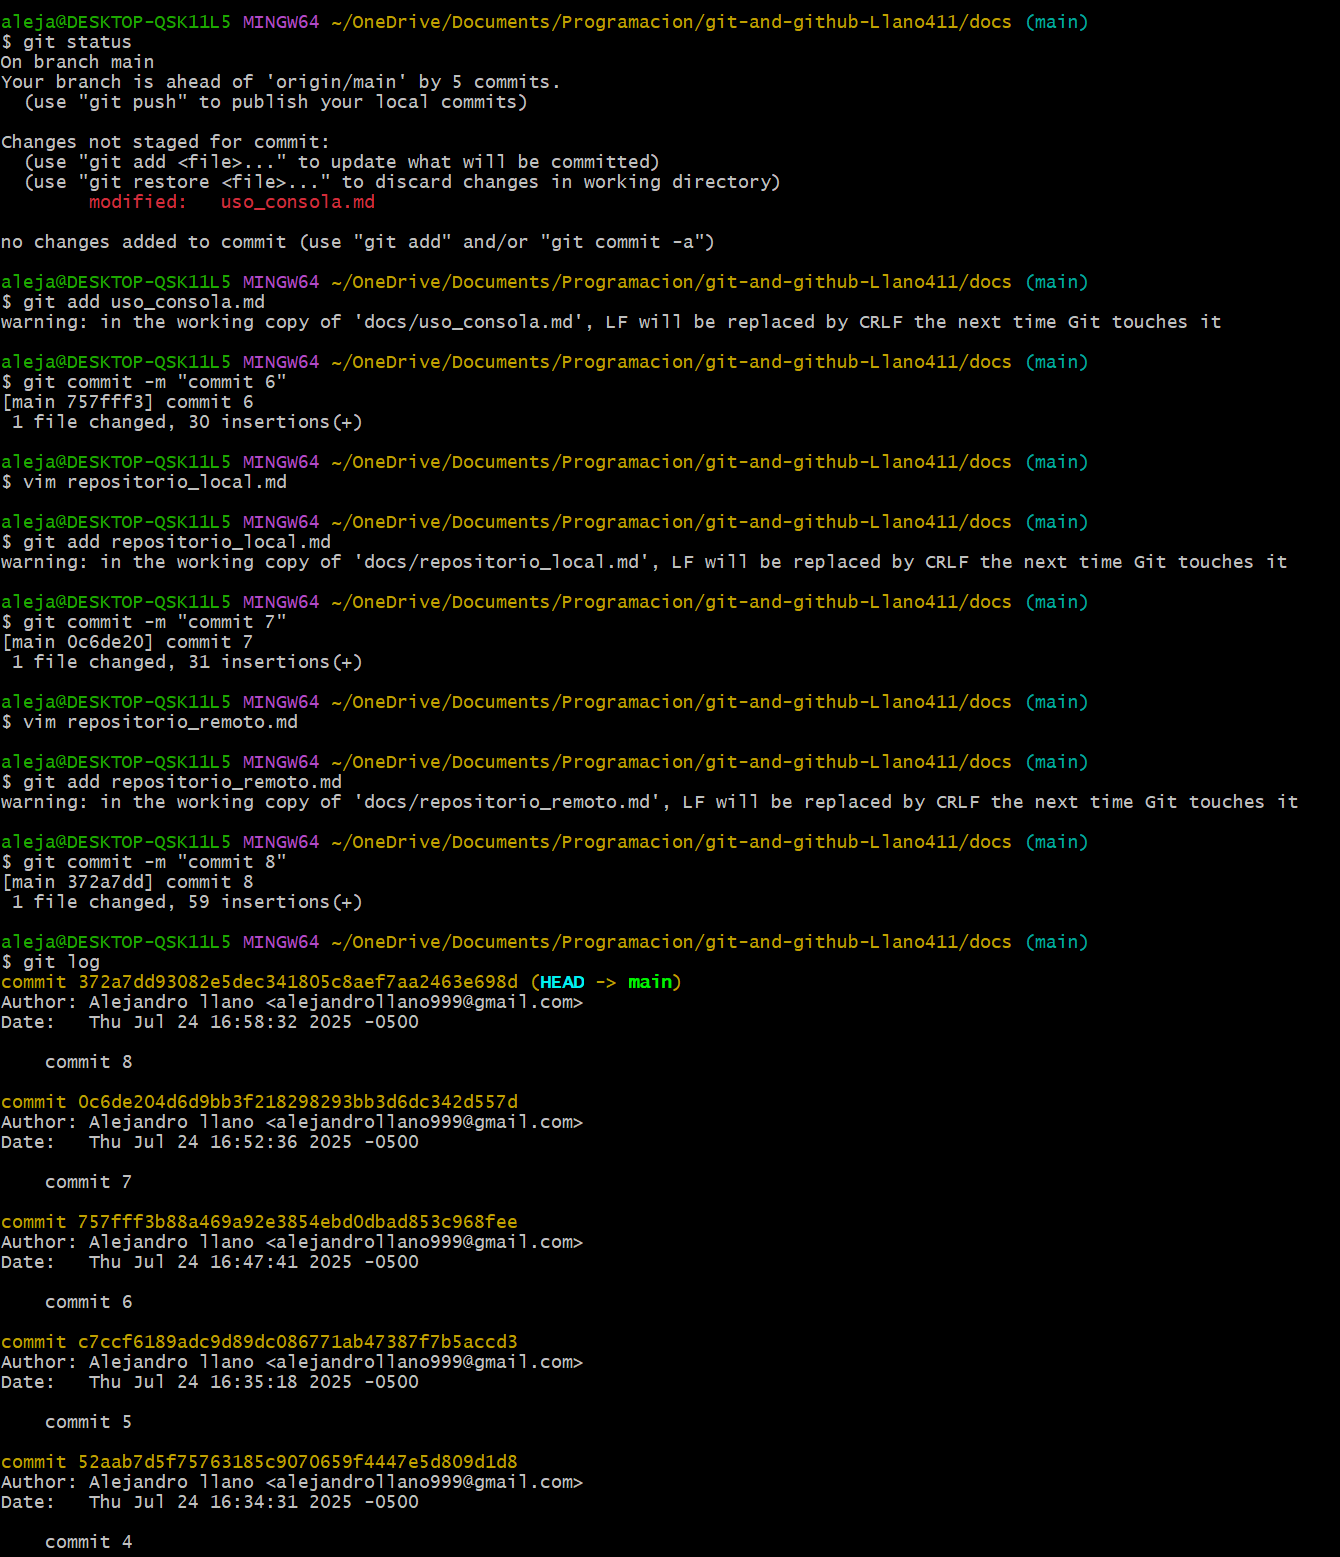 aleja@DESKTOP-QSK11L5 MINGW64 ~/OneDrive/Documents/Programacion/git-and-github-Llano411/docs (main)
$ git status
On branch main
Your branch is ahead of 'origin/main' by 5 commits.
  (use "git push" to publish your local commits)

Changes not staged for commit:
  (use "git add <file>..." to update what will be committed)
  (use "git restore <file>..." to discard changes in working directory)
        modified:   uso_consola.md

no changes added to commit (use "git add" and/or "git commit -a")

aleja@DESKTOP-QSK11L5 MINGW64 ~/OneDrive/Documents/Programacion/git-and-github-Llano411/docs (main)
$ git add uso_consola.md
warning: in the working copy of 'docs/uso_consola.md', LF will be replaced by CRLF the next time Git touches it

aleja@DESKTOP-QSK11L5 MINGW64 ~/OneDrive/Documents/Programacion/git-and-github-Llano411/docs (main)
$ git commit -m "commit 6"
[main 757fff3] commit 6
 1 file changed, 30 insertions(+)

aleja@DESKTOP-QSK11L5 MINGW64 ~/OneDrive/Documents/Programacion/git-and-github-Llano411/docs (main)
$ vim repositorio_local.md

aleja@DESKTOP-QSK11L5 MINGW64 ~/OneDrive/Documents/Programacion/git-and-github-Llano411/docs (main)
$ git add repositorio_local.md
warning: in the working copy of 'docs/repositorio_local.md', LF will be replaced by CRLF the next time Git touches it

aleja@DESKTOP-QSK11L5 MINGW64 ~/OneDrive/Documents/Programacion/git-and-github-Llano411/docs (main)
$ git commit -m "commit 7"
[main 0c6de20] commit 7
 1 file changed, 31 insertions(+)

aleja@DESKTOP-QSK11L5 MINGW64 ~/OneDrive/Documents/Programacion/git-and-github-Llano411/docs (main)
$ vim repositorio_remoto.md

aleja@DESKTOP-QSK11L5 MINGW64 ~/OneDrive/Documents/Programacion/git-and-github-Llano411/docs (main)
$ git add repositorio_remoto.md
warning: in the working copy of 'docs/repositorio_remoto.md', LF will be replaced by CRLF the next time Git touches it

aleja@DESKTOP-QSK11L5 MINGW64 ~/OneDrive/Documents/Programacion/git-and-github-Llano411/docs (main)
$ git commit -m "commit 8"
[main 372a7dd] commit 8
 1 file changed, 59 insertions(+)

aleja@DESKTOP-QSK11L5 MINGW64 ~/OneDrive/Documents/Programacion/git-and-github-Llano411/docs (main)
$ git log
commit 372a7dd93082e5dec341805c8aef7aa2463e698d (HEAD -> main)
Author: Alejandro llano <alejandrollano999@gmail.com>
Date:   Thu Jul 24 16:58:32 2025 -0500

    commit 8

commit 0c6de204d6d9bb3f218298293bb3d6dc342d557d
Author: Alejandro llano <alejandrollano999@gmail.com>
Date:   Thu Jul 24 16:52:36 2025 -0500

    commit 7

commit 757fff3b88a469a92e3854ebd0dbad853c968fee
Author: Alejandro llano <alejandrollano999@gmail.com>
Date:   Thu Jul 24 16:47:41 2025 -0500

    commit 6

commit c7ccf6189adc9d89dc086771ab47387f7b5accd3
Author: Alejandro llano <alejandrollano999@gmail.com>
Date:   Thu Jul 24 16:35:18 2025 -0500

    commit 5

commit 52aab7d5f75763185c9070659f4447e5d809d1d8
Author: Alejandro llano <alejandrollano999@gmail.com>
Date:   Thu Jul 24 16:34:31 2025 -0500

    commit 4